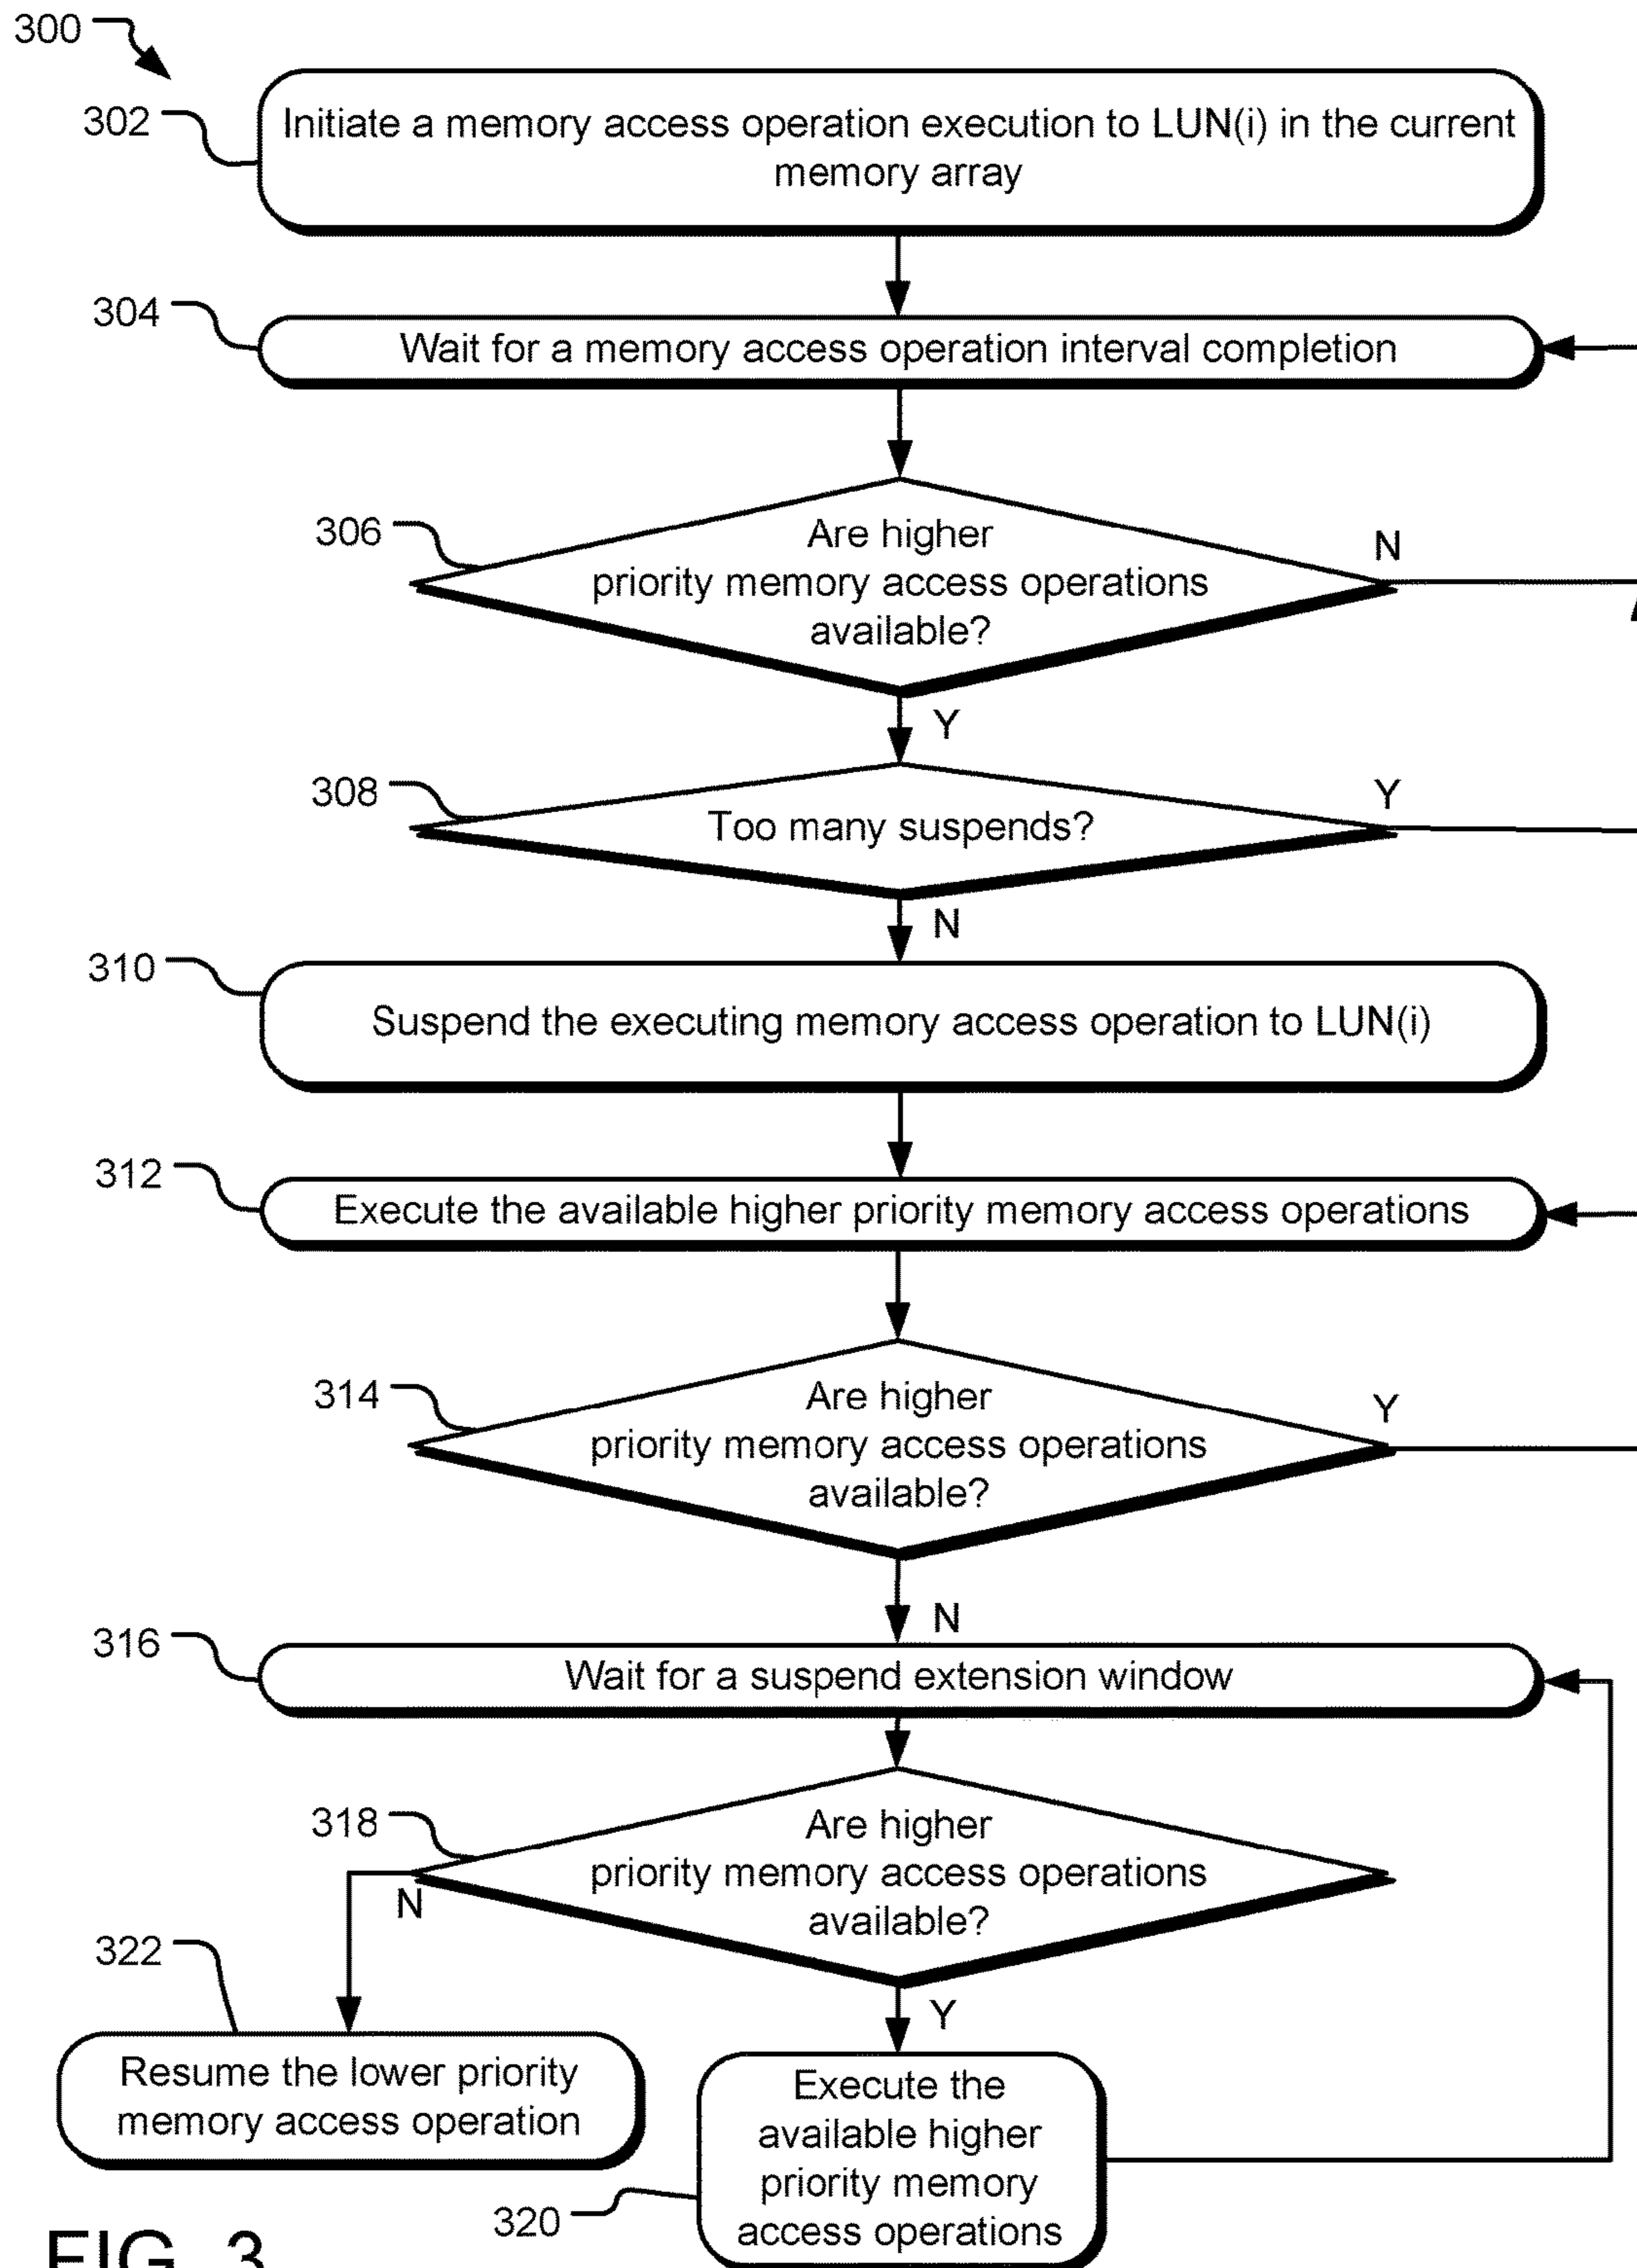 300
302
Initiate a memory access operation execution to LUN(i) in the current
memory array
304
Wait for a memory access operation interval completion
306
Are higher
priority memory access operations
available?
N
Y
308
Too many suspends?
Y
N
310
Suspend the executing memory access operation to LUN(i)
312
Execute the available higher priority memory access operations
314
Are higher
priority memory access operations
available?
Y
N
316
Wait for a suspend extension window
318
Are higher
priority memory access operations
available?
N
Y
322
Resume the lower priority
memory access operation
320
Execute the
available higher
priority memory
access operations
FIG. 3